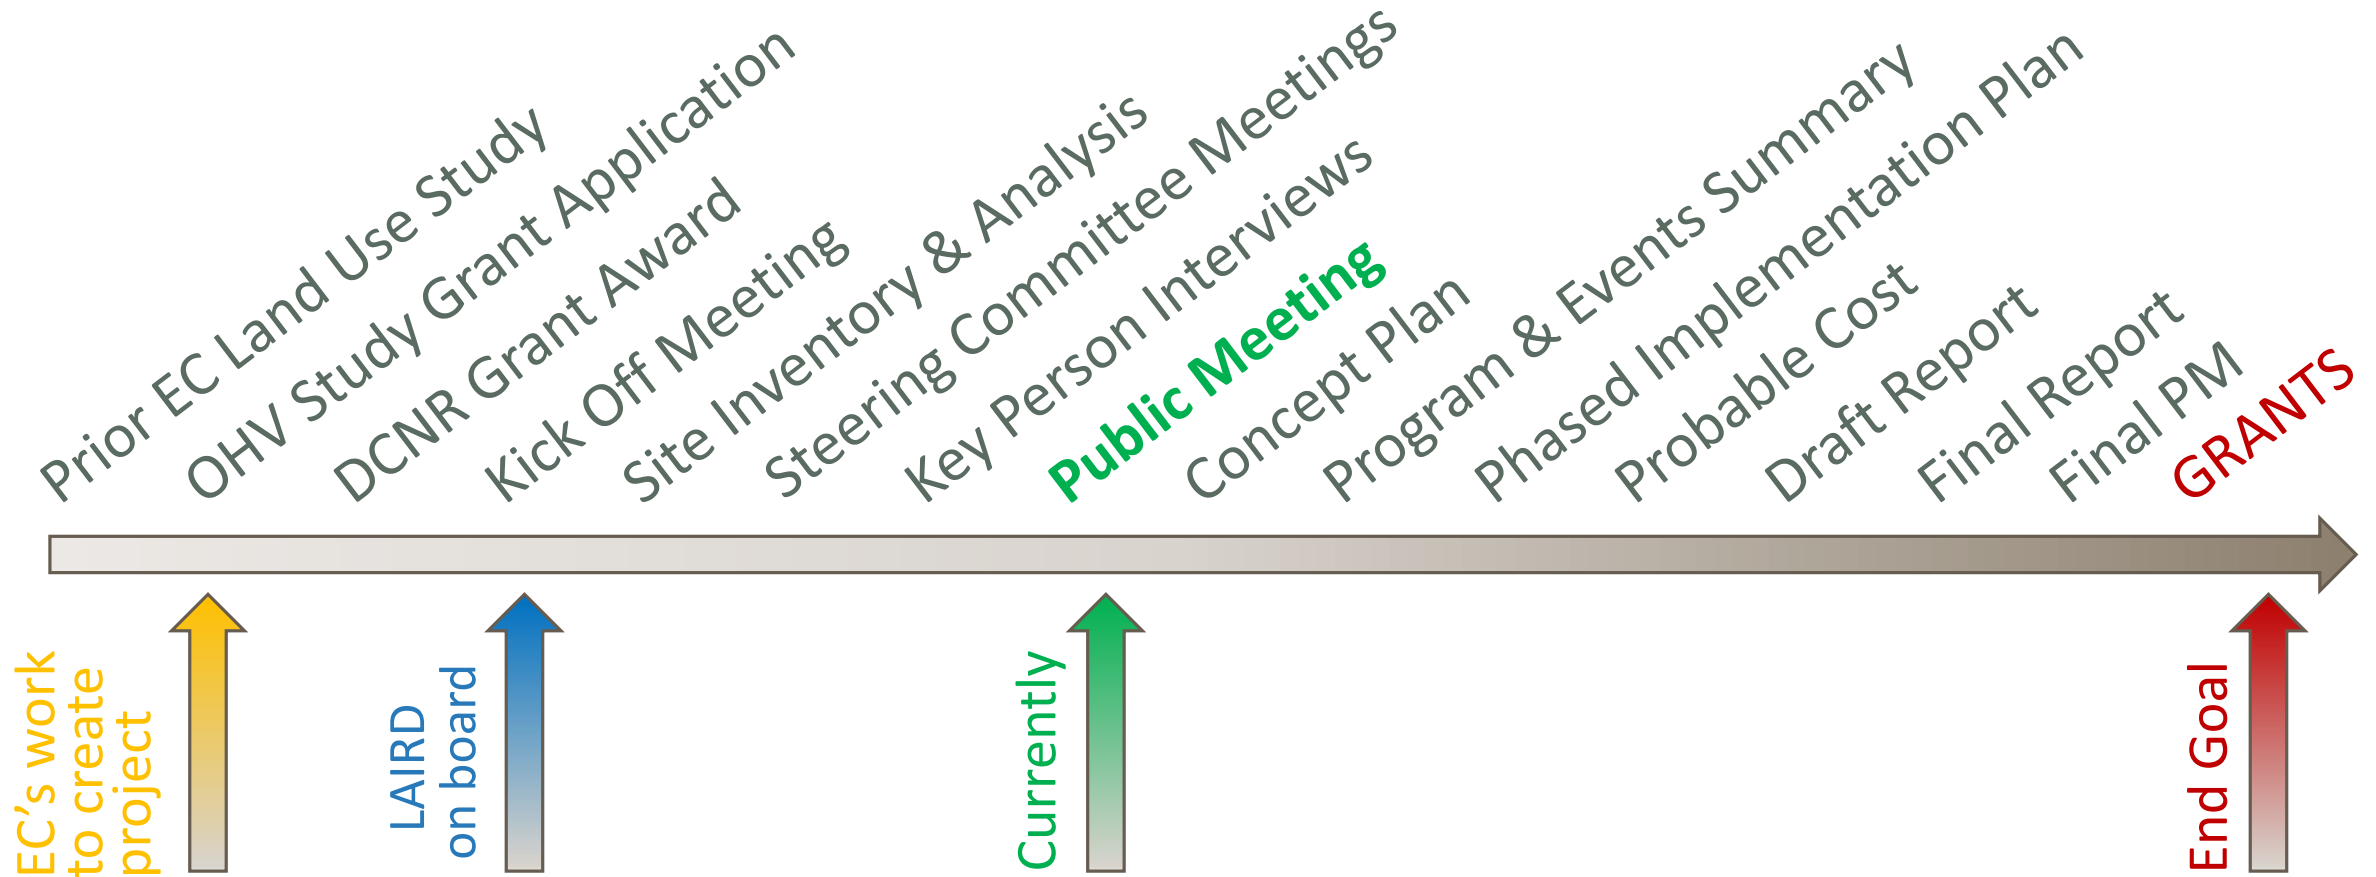 Prior EC Land Use Study
OHV Study Grant Application
DCNR Grant Award
Kick Off Meeting
Site Inventory & Analysis
Steering Committee Meetings
Key Person Interviews
Public Meeting
Concept Plan
Program & Events Summary
Phased Implementation Plan
Probable Cost
Draft Report
Final Report
Final PM
GRANTS
EC’s work
to create
project
LAIRD
on board
Currently
End Goal